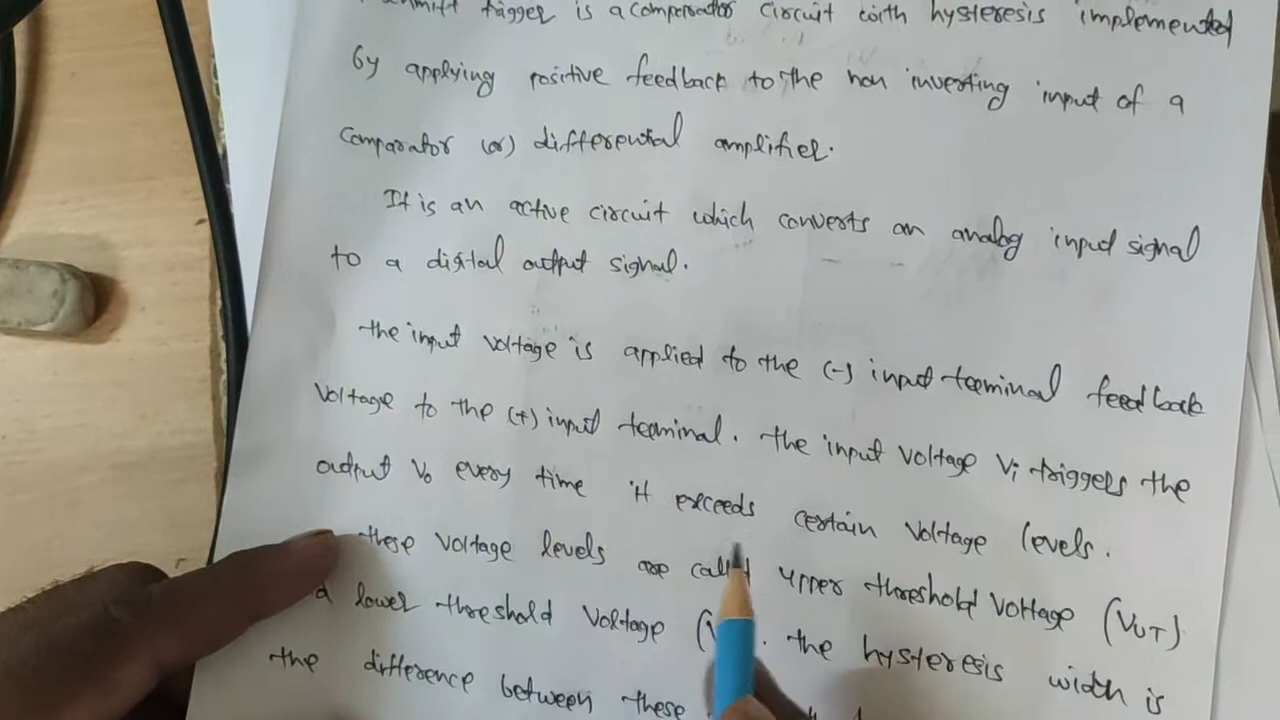 trigger is a comperator circuit with hysteresis implemented
by applying positive feedback to the non inverting input of a
comparator (or) differential amplifier.
It is an active circuit which converts an analog input signal
to a digital output signal.
the input voltage is applied to the (-) input terminal feedback
voltage to the (+) input terminal. the input voltage Vi triggers the
output Vo every time it exceeds certain voltage levels.
these voltage levels are called upper threshold voltage (VUT)
lower threshold voltage ( . the hysteresis width is
the difference between these